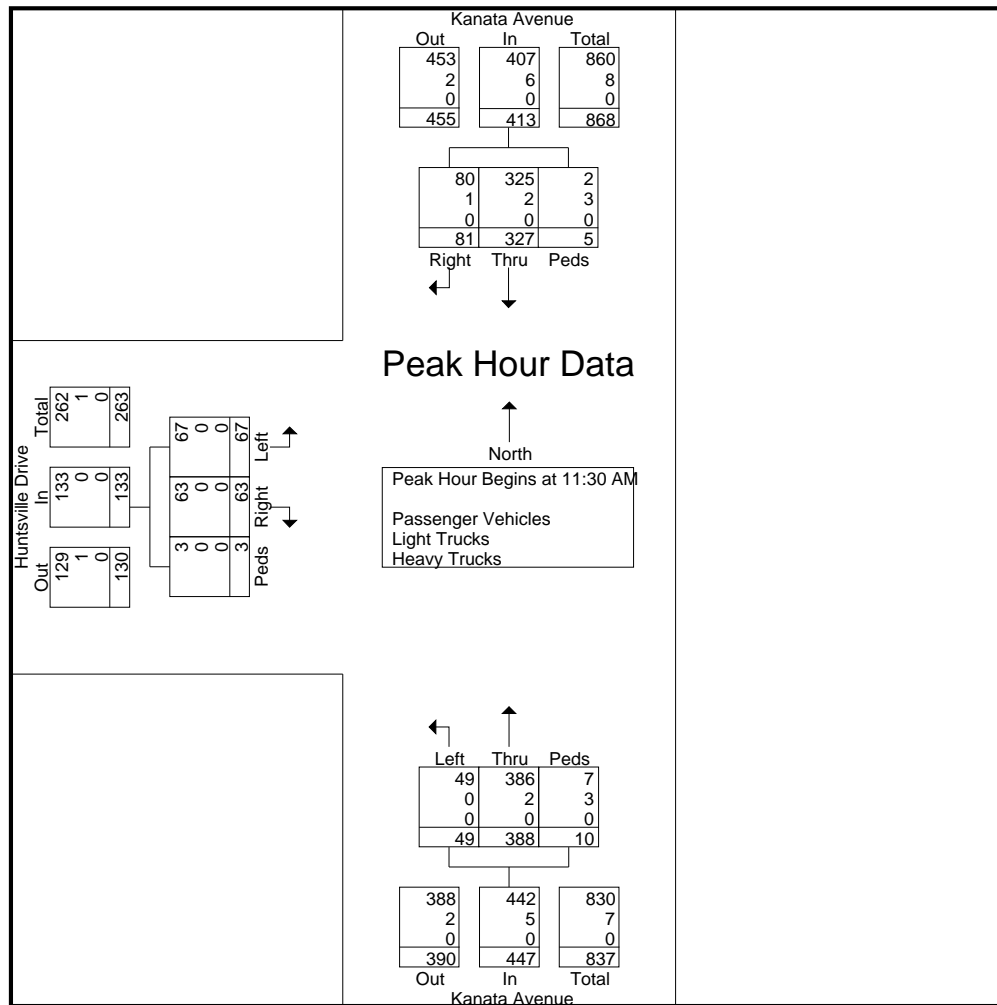 Kanata Avenue
Out In Total
453 407 860
2 6 8
0 0 0
455 413 868
80 325 2
1 2 3
0 0 0
81 327 5
Right Thru Peds
Peak Hour Data
Huntsville Drive
Total In Out
262 133 129
1 0 1
0 0 0
263 133 130
67 63 3
0 0 0
0 0 0
67 63 3
Left Right Peds
North
Peak Hour Begins at 11:30 AM
Passenger Vehicles
Light Trucks
Heavy Trucks
Left Thru Peds
49 386 7
0 2 3
0 0 0
49 388 10
388 442 830
2 5 7
0 0 0
390 447 837
Out In Total
Kanata Avenue